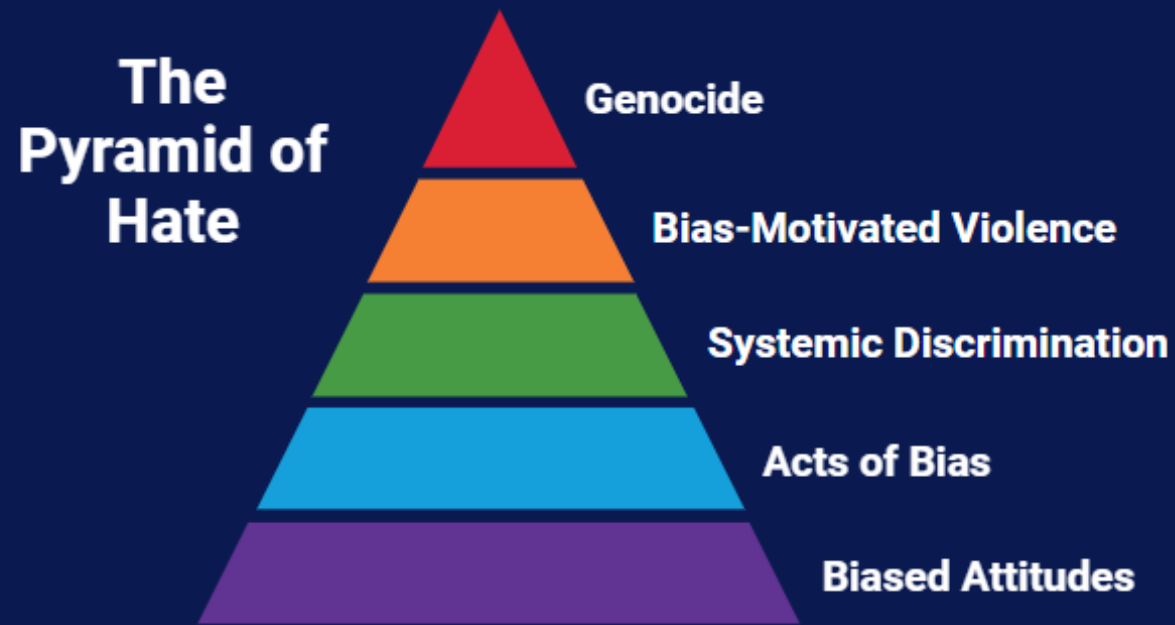 The
Pyramid of
Hate
Genocide
Bias-Motivated Violence
Systemic Discrimination
Acts of Bias
Biased Attitudes